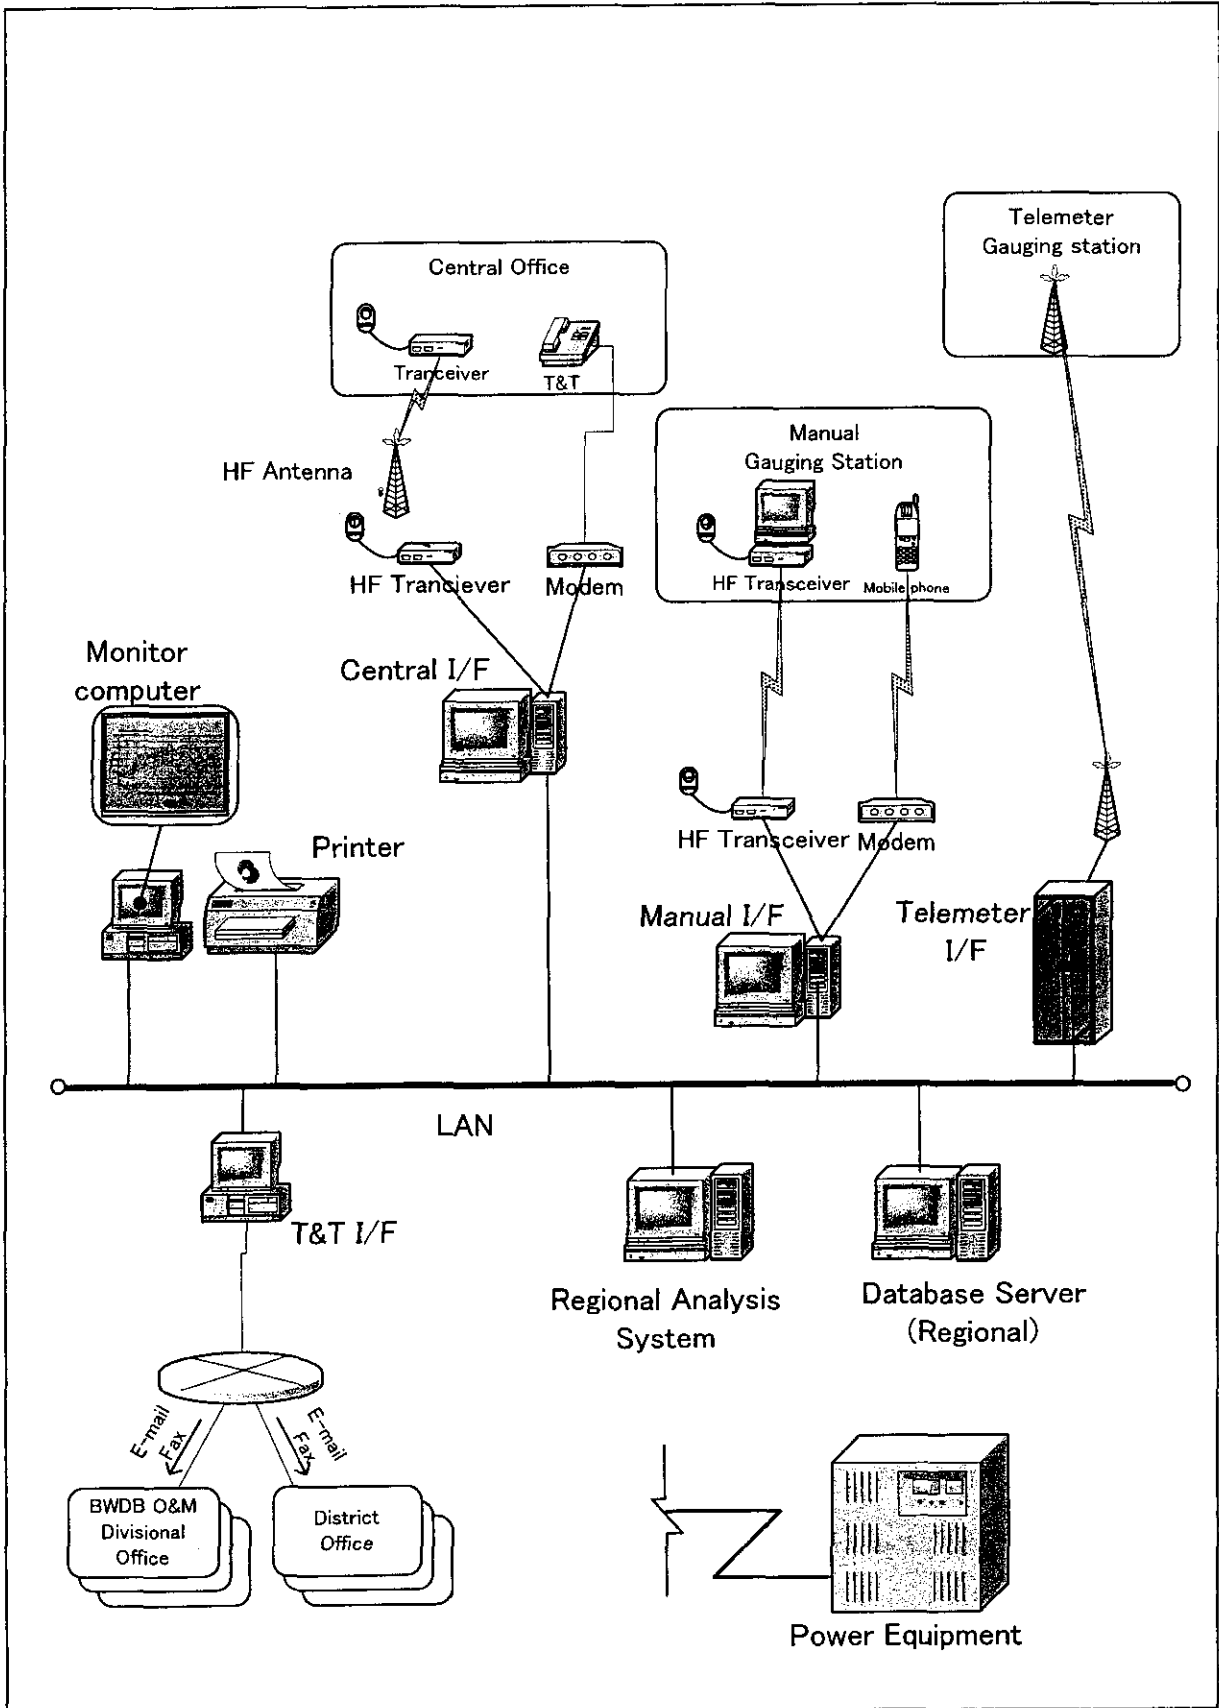 Telemeter
Gauging station
Central Office
Tranceiver
T&T
HF Antenna
Manual
Gauging Station
HF Tranciever
Modem
HF Transceiver
Mobile phone
Monitor
computer
Central I/F
Printer
HF Transceiver
Modem
Manual I/F
Telemeter
I/F
LAN
T&T I/F
Regional Analysis
System
Database Server
(Regional)
E-mail
Fax
E-mail
Fax
BWDB O&M
Divisional
Office
District
Office
Power Equipment